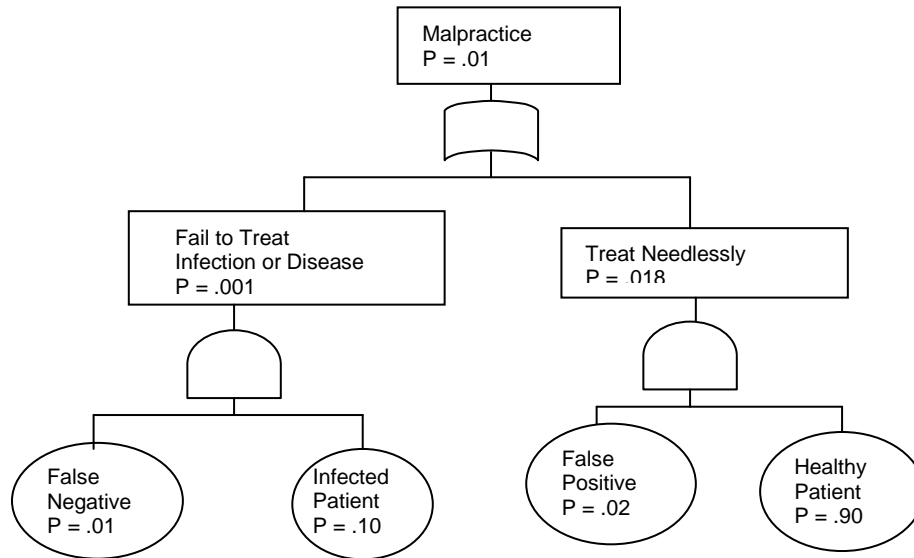 Malpractice
P = .01
Fail to Treat
Infection or Disease
P = .001
Treat Needlessly
P = .018
False
Negative
P = .01
Infected
Patient
P = .10
False
Positive
P = .02
Healthy
Patient
P = .90